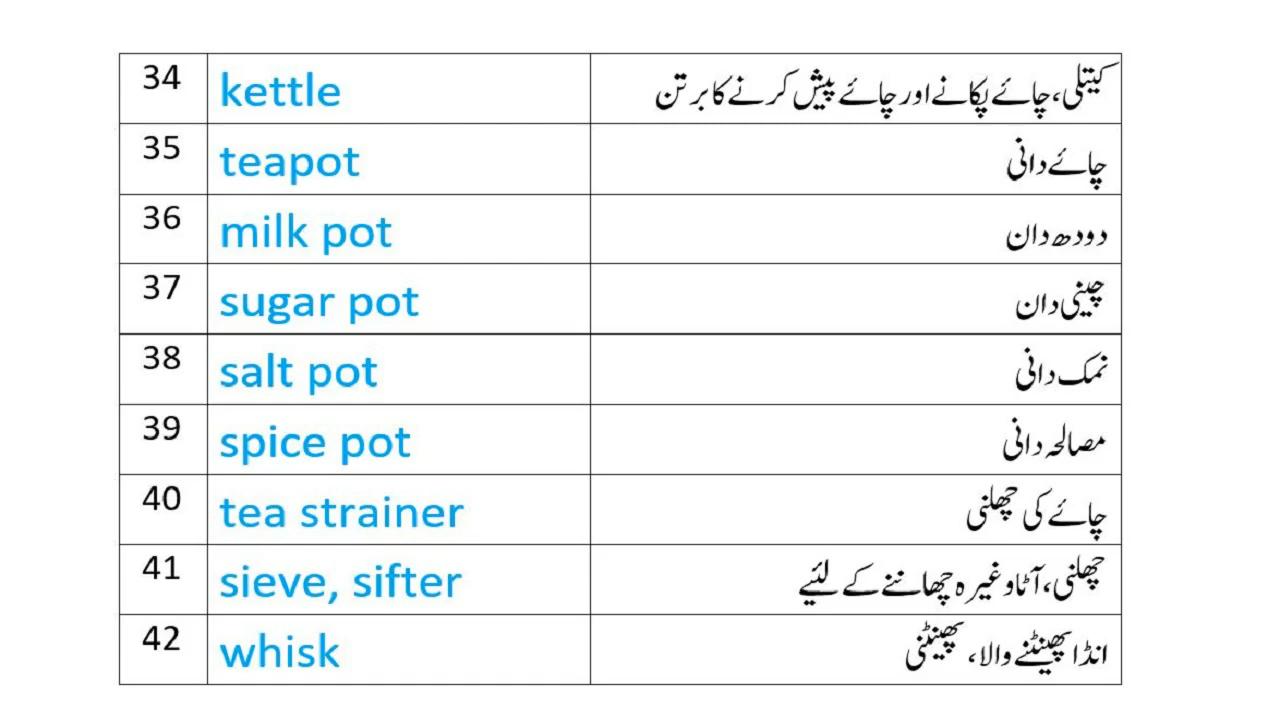 34 kettle کیتلی، چائے پکانے اور چائے پیش کرنے کا برتن
35 teapot چائے دانی
36 milk pot دودھ دان
37 sugar pot چینی دان
38 salt pot نمک دانی
39 spice pot مصالحہ دانی
40 tea strainer چائے کی چھلنی
41 sieve, sifter چھلنی، آٹا وغیرہ چھاننے کے لئیے
42 whisk انڈا پھینٹنے والا، پھینٹنی